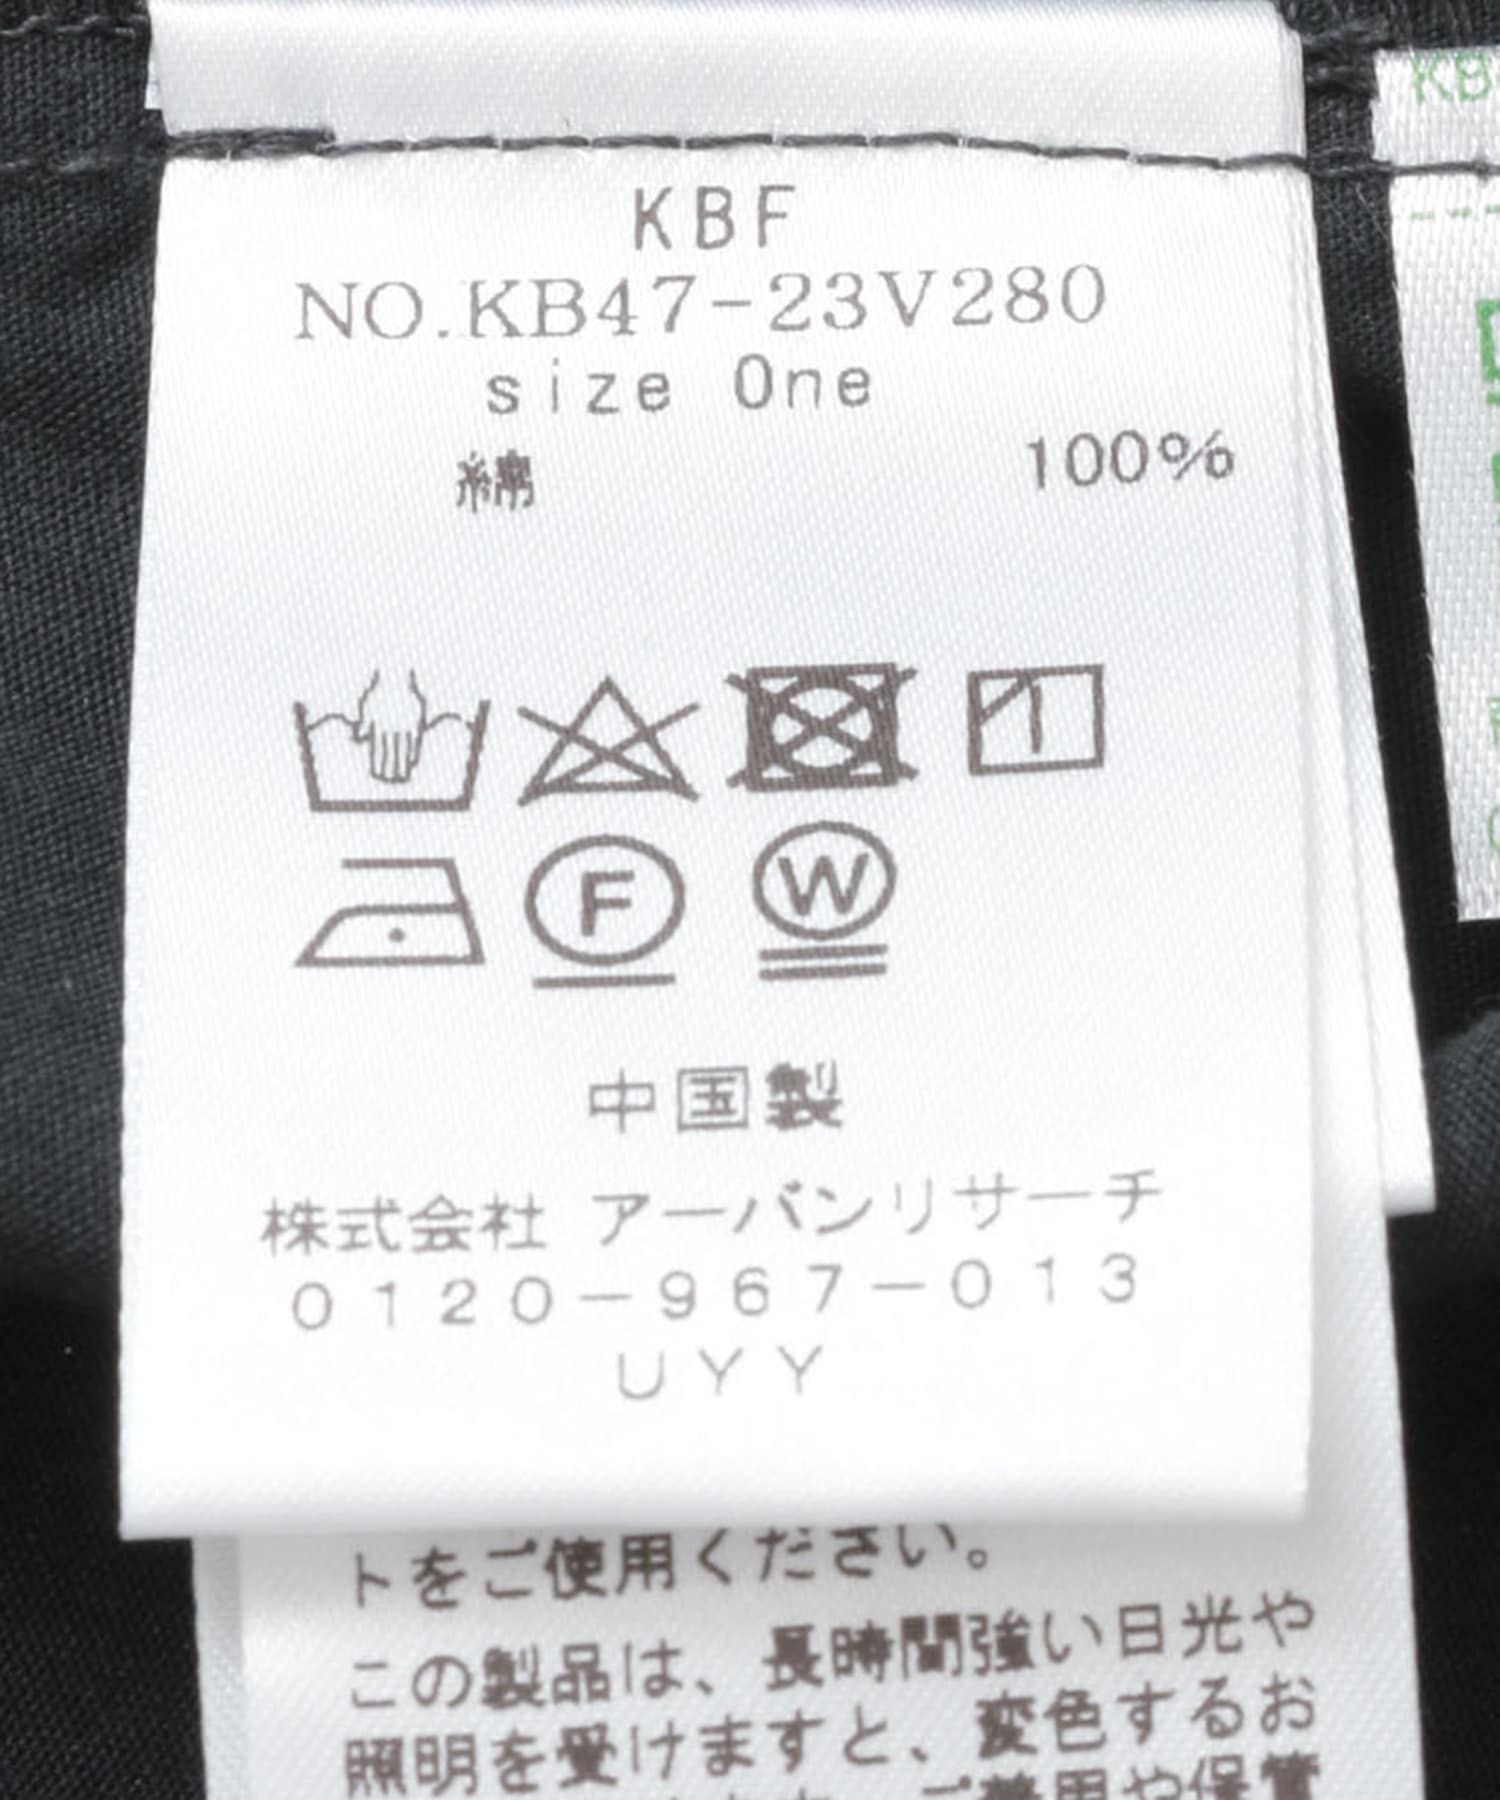 KBF
NO.KB47-23V280
size One
綿 100%
F
W
中国製
株式会社 アーバンリサーチ
0120-967-013
UYY
トをご使用ください。
この製品は、長時間強い日光や
照明を受けますと、変色するお
KB